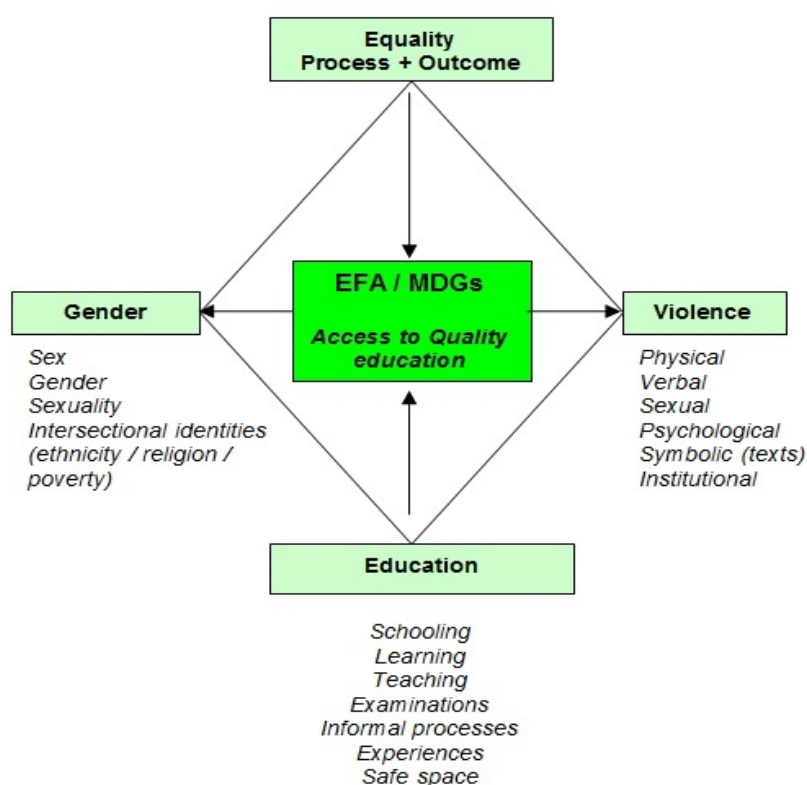 Equality
Process + Outcome
EFA / MDGs
Access to Quality
education
Gender
Sex
Gender
Sexuality
Intersectional identities
(ethnicity / religion /
poverty)
Violence
Physical
Verbal
Sexual
Psychological
Symbolic (texts)
Institutional
Education
Schooling
Learning
Teaching
Examinations
Informal processes
Experiences
Safe space